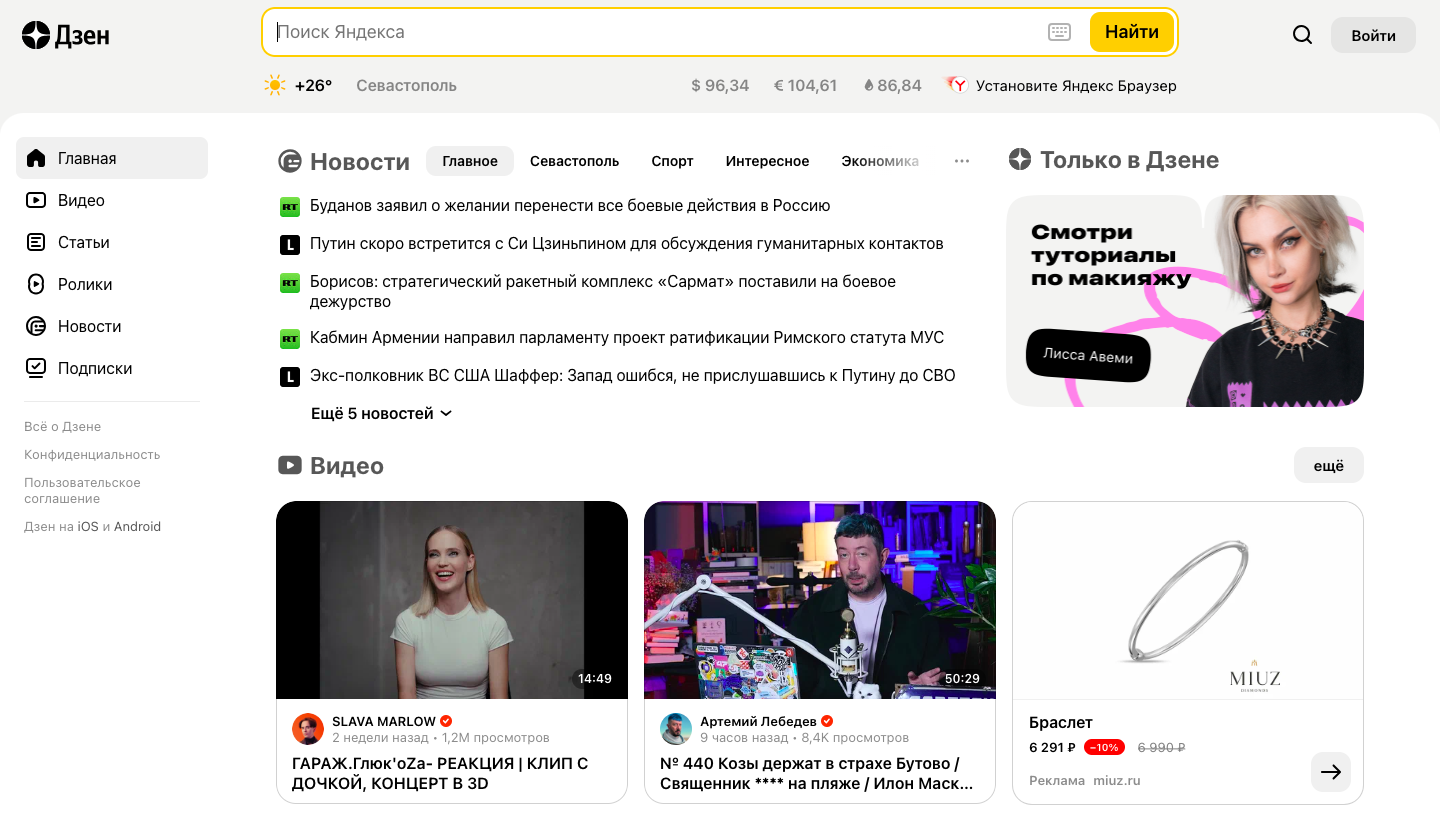 Дзен
Поиск Яндекса
Найти
Войти
+26°
Севастополь
$ 96,34
€ 104,61
86,84
Установите Яндекс Браузер
Главная
Видео
Статьи
Ролики
Новости
Подписки
Всё о Дзене
Конфиденциальность
Пользовательское
соглашение
Дзен на iOS и Android
Новости
Главное
Севастополь
Спорт
Интересное
Экономика
RT Буданов заявил о желании перенести все боевые действия в Россию
L Путин скоро встретится с Си Цзиньпином для обсуждения гуманитарных контактов
RT Борисов: стратегический ракетный комплекс «Сармат» поставили на боевое
дежурство
RT Кабмин Армении направил парламенту проект ратификации Римского статута МУС
L Экс-полковник ВС США Шаффер: Запад ошибся, не прислушавшись к Путину до СВО
Ещё 5 новостей
Только в Дзене
Смотри
туториалы
по макияжу
Лисса Авеми
Видео
ещё
14:49
SLAVA MARLOW
2 недели назад • 1,2M просмотров
ГАРАЖ.Глюк'oZa- РЕАКЦИЯ | КЛИП С
ДОЧКОЙ, КОНЦЕРТ В 3D
50:29
Артемий Лебедев
9 часов назад • 8,4K просмотров
№ 440 Козы держат в страхе Бутово /
Священник **** на пляже / Илон Маск...
MIUZ
DIAMONDS
Браслет
6 291 ₽
−10%
6 990 ₽
Реклама miuz.ru